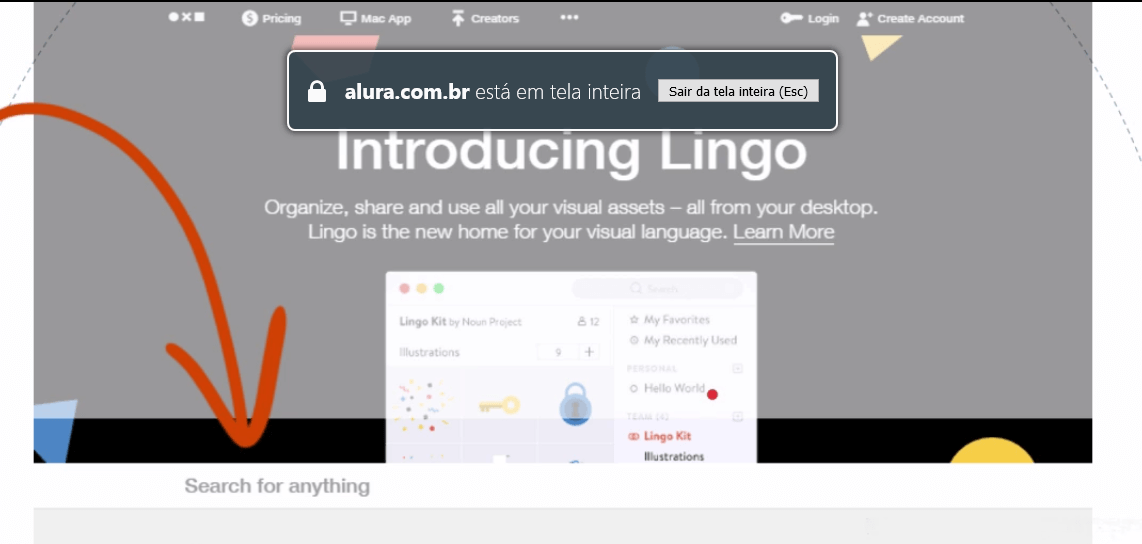 Pricing Mac App Creators ••• Login Create Account
alura.com.br está em tela inteira Sair da tela inteira (Esc)
Introducing Lingo
Organize, share and use all your visual assets – all from your desktop.
Lingo is the new home for your visual language. Learn More
Search
Lingo Kit by Noun Project 12
Illustrations 9 +
My Favorites
My Recently Used
PERSONAL
Hello World
TEAM (4)
Lingo Kit
Illustrations
Search for anything